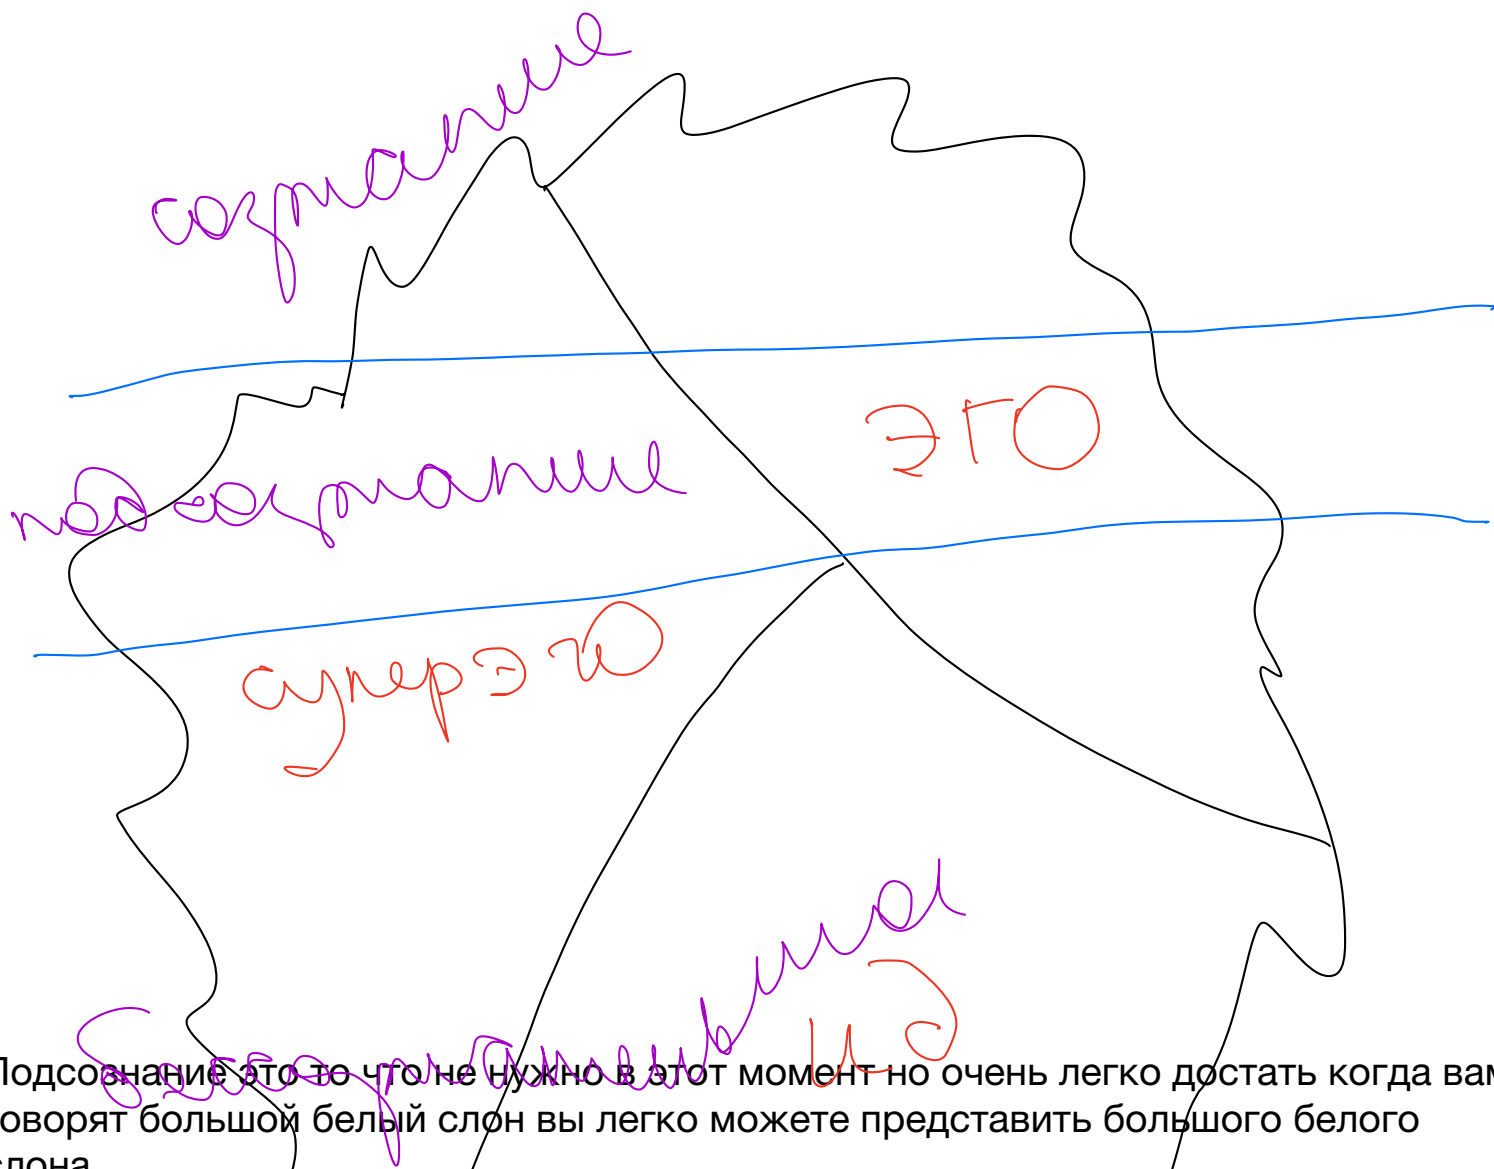 сознание
эго
подсознание
суперэго
ид
Подсознание это то что не нужно в этот момент но очень легко достать когда вам
говорят большой белый слон вы легко можете представить большого белого
слона